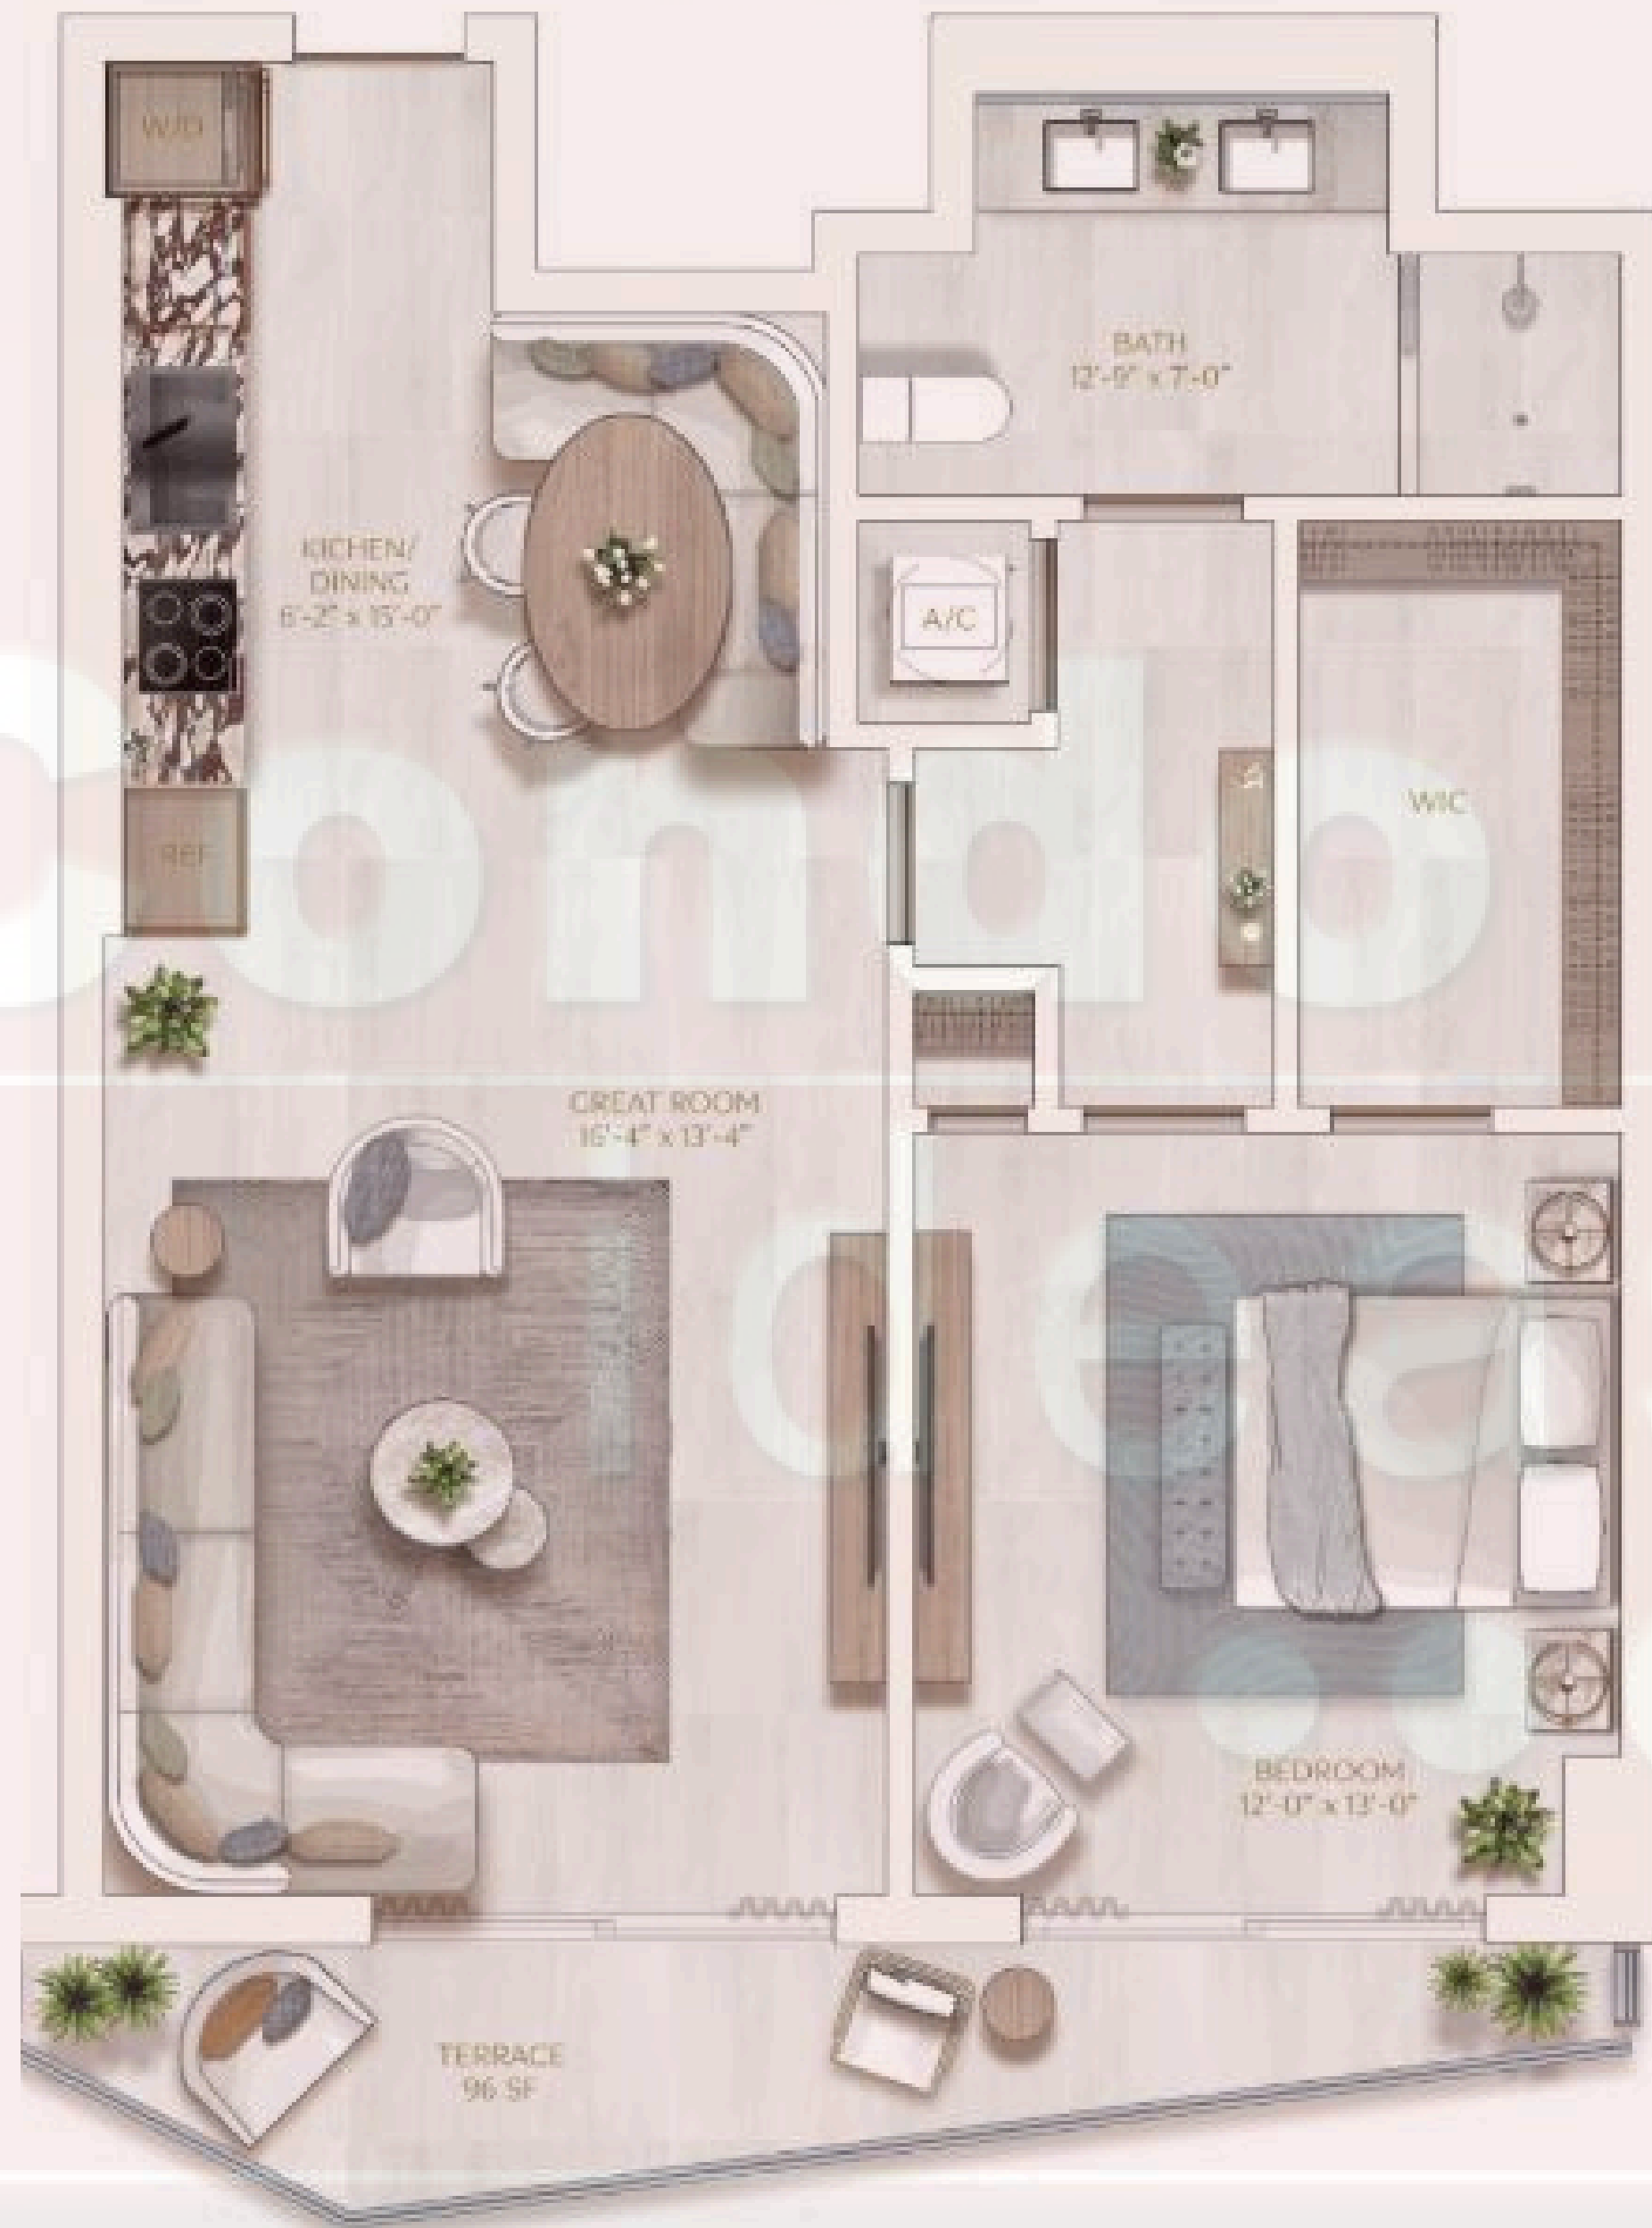 W/D
BATH
12'-9" x 7'-0"
KICHEN/
DINING
6'-2" x 15'-0"
A/C
WIC
REF
GREAT ROOM
16'-4" x 13'-4"
BEDROOM
12'-0" x 13'-0"
TERRACE
96 SF
Condo